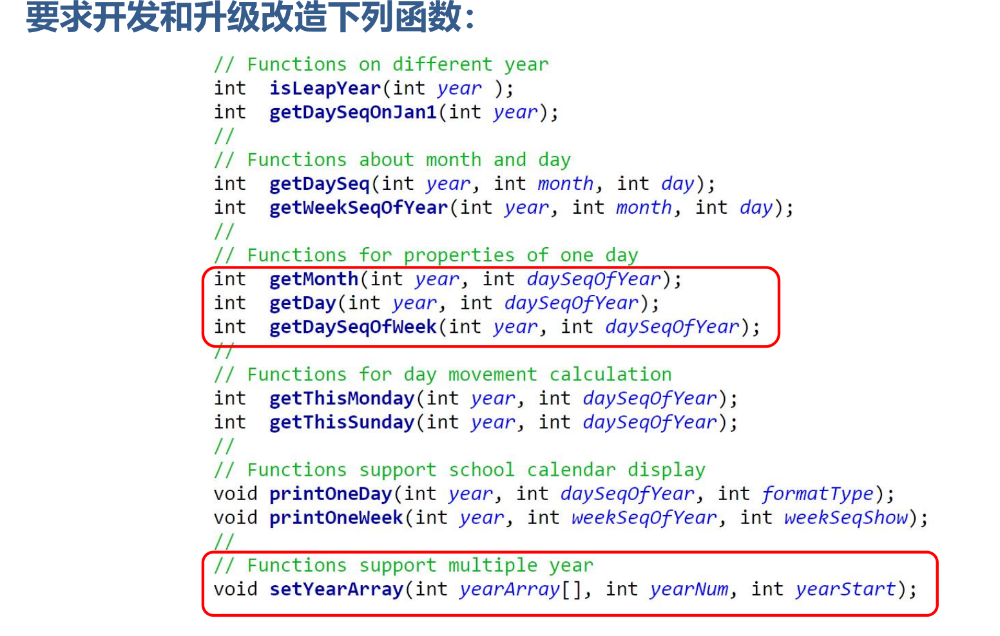 要求开发和升级改造下列函数：
// Functions on different year
int  isLeapYear(int year );
int  getDaySeqOnJan1(int year);
//
// Functions about month and day
int  getDaySeq(int year, int month, int day);
int  getWeekSeqOfYear(int year, int month, int day);
//
// Functions for properties of one day
int  getMonth(int year, int daySeqOfYear);
int  getDay(int year, int daySeqOfYear);
int  getDaySeqOfWeek(int year, int daySeqOfYear);
//
// Functions for day movement calculation
int  getThisMonday(int year, int daySeqOfYear);
int  getThisSunday(int year, int daySeqOfYear);
//
// Functions support school calendar display
void printOneDay(int year, int daySeqOfYear, int formatType);
void printOneWeek(int year, int weekSeqOfYear, int weekSeqShow);
//
// Functions support multiple year
void setYearArray(int yearArray[], int yearNum, int yearStart);